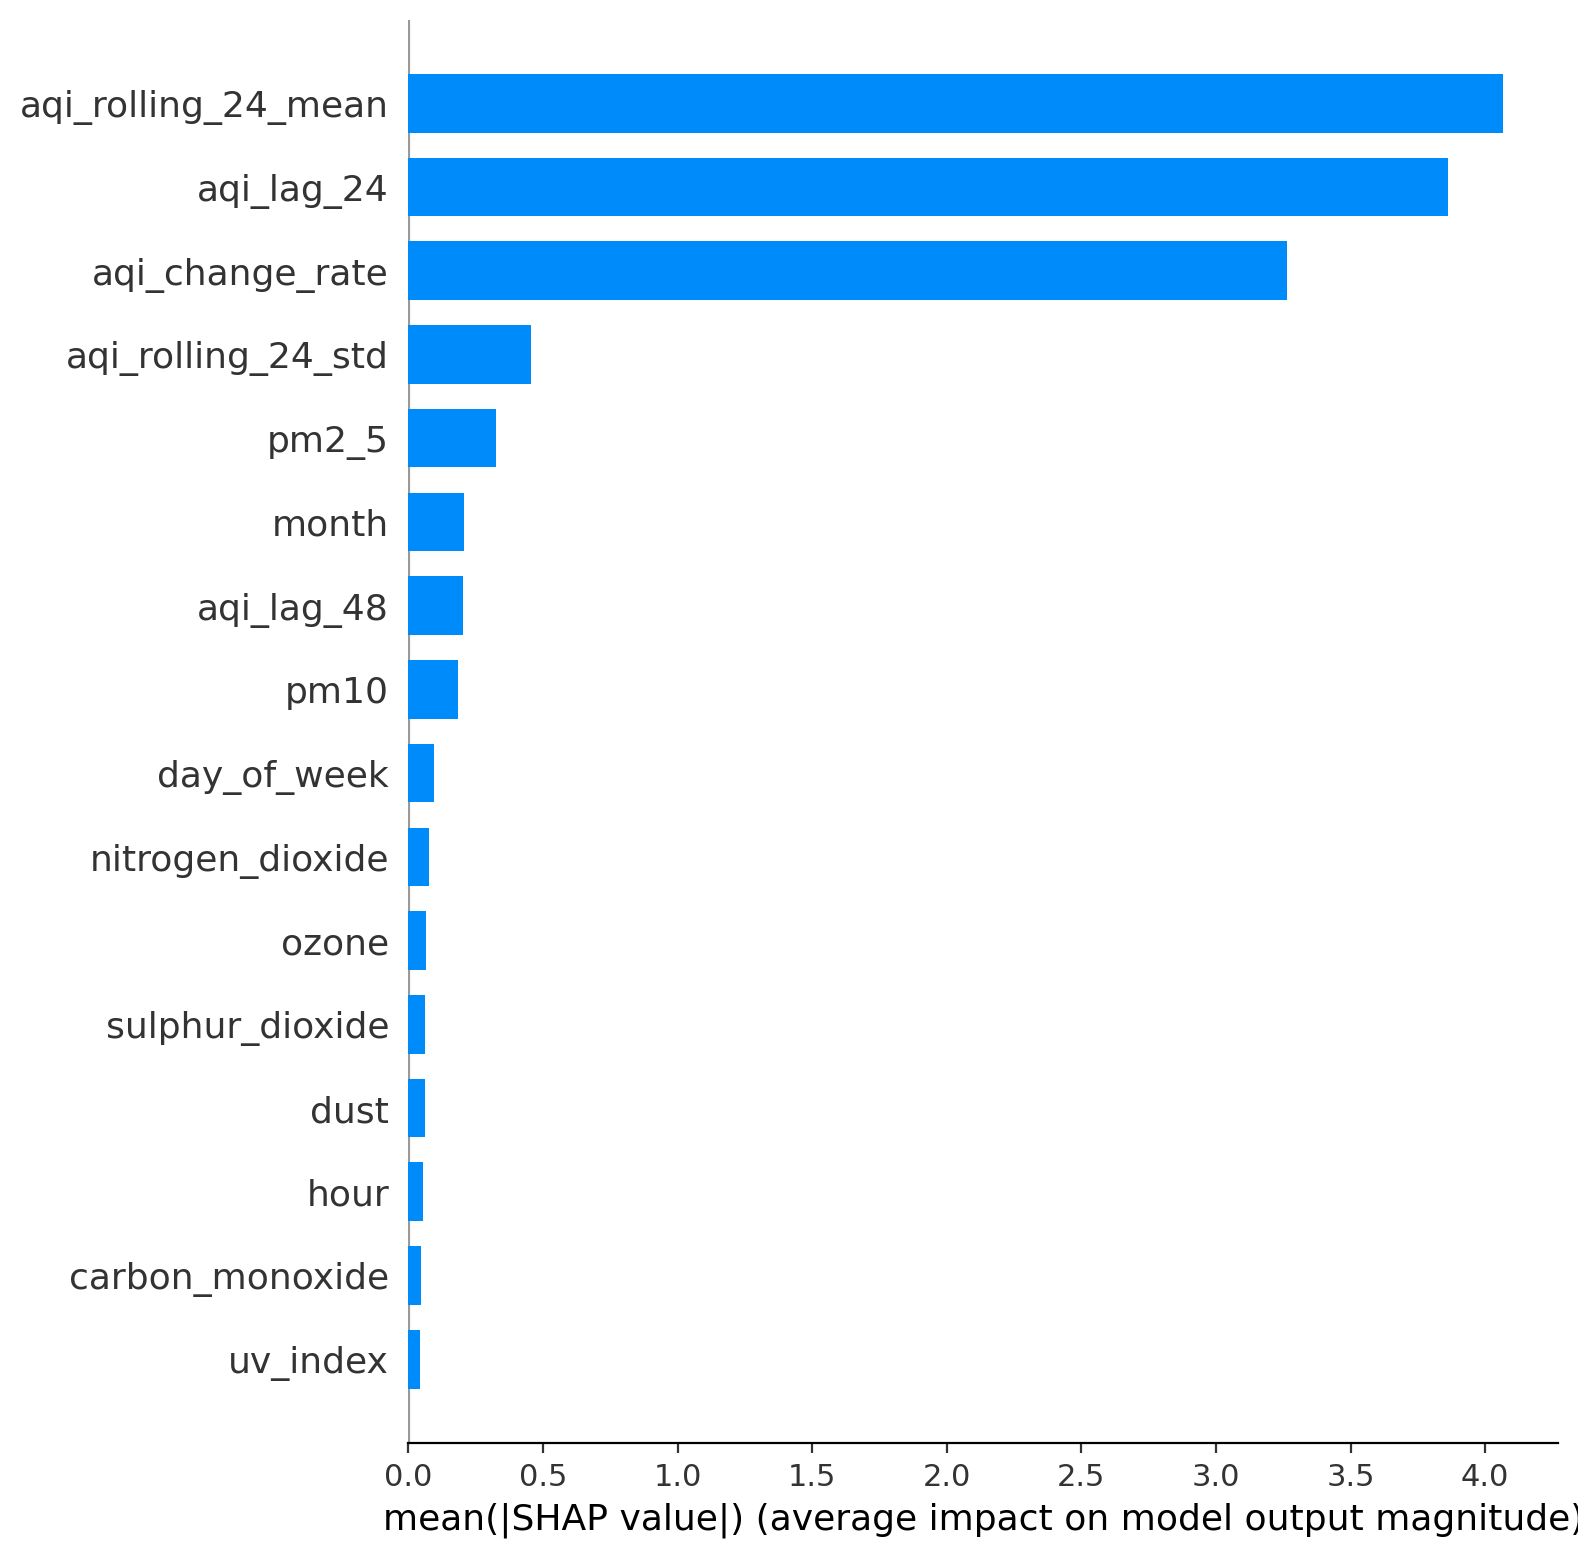 aqi_rolling_24_mean
aqi_lag_24
aqi_change_rate
aqi_rolling_24_std
pm2_5
month
aqi_lag_48
pm10
day_of_week
nitrogen_dioxide
ozone
sulphur_dioxide
dust
hour
carbon_monoxide
uv_index
0.0 0.5 1.0 1.5 2.0 2.5 3.0 3.5 4.0
mean(|SHAP value|) (average impact on model output magnitude)